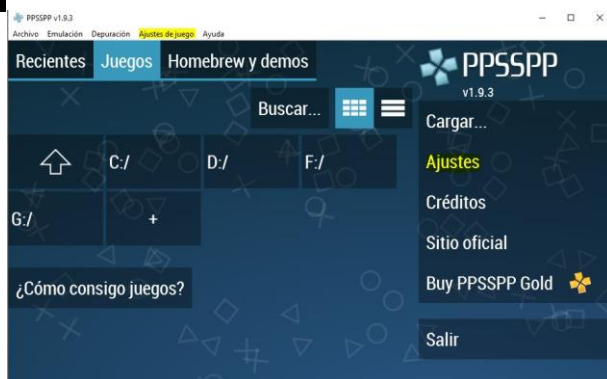 PPSSPP v1.9.3
Archivo Emulación Depuración Ajustes de juego Ayuda
Recientes Juegos Homebrew y demos
PPSSPP
v1.9.3
Buscar...
Cargar...
C:/ D:/ F:/
Ajustes
G:/ +
Créditos
Sitio oficial
¿Cómo consigo juegos?
Buy PPSSPP Gold
Salir